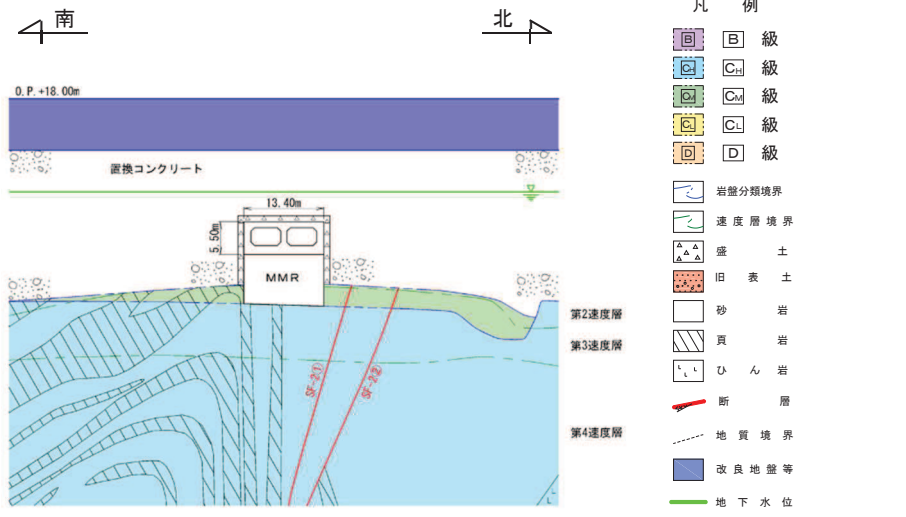 南
北
O.P.+18.00m
置換コンクリート
13.40m
5.50m
MMR
SF-2①
SF-2②
第2速度層
第3速度層
第4速度層
凡 例
B B 級
CH CH 級
CM CM 級
CL CL 級
D D 級
岩盤分類境界
速度層境界
盛 土
旧 表 土
砂 岩
頁 岩
ひ ん 岩
断 層
地 質 境 界
改 良 地 盤 等
地 下 水 位